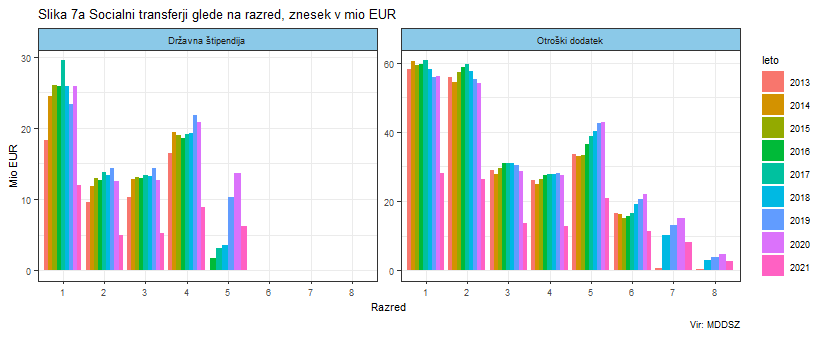 Slika 7a Socialni transferji glede na razred, znesek v mio EUR
Državna štipendija
Otroški dodatek
Mio EUR
30
20
10
0
60
40
20
0
1 2 3 4 5 6 7 8
1 2 3 4 5 6 7 8
Razred
leto
2013
2014
2015
2016
2017
2018
2019
2020
2021
Vir: MDDSZ